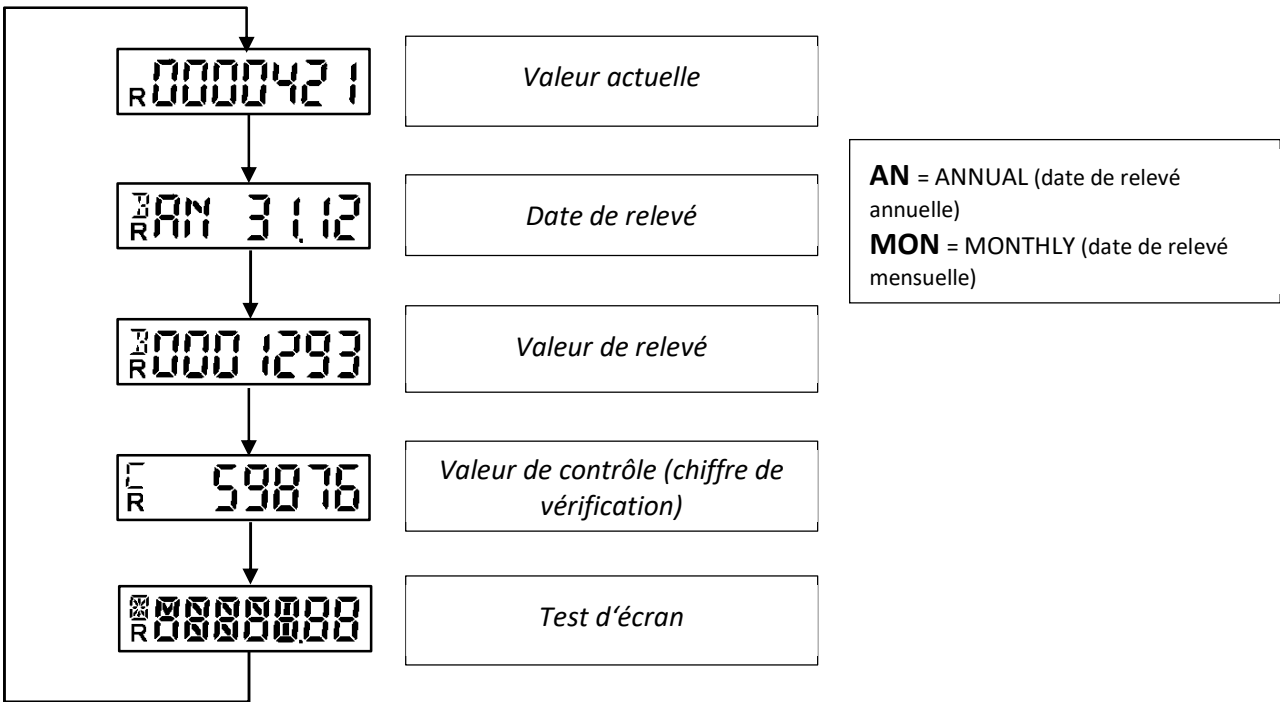 R0000421
Valeur actuelle
B
RAN 31.12
Date de relevé
AN = ANNUAL (date de relevé
annuelle)
MON = MONTHLY (date de relevé
mensuelle)
B
R0001293
Valeur de relevé
C
R 59876
Valeur de contrôle (chiffre de
vérification)
R
Test d‘écran